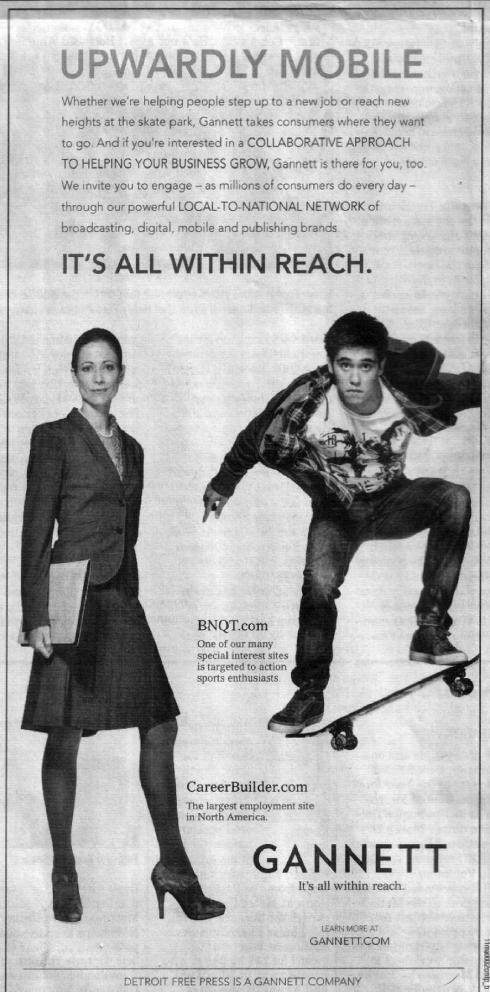 UPWARDLY MOBILE
Whether we're helping people step up to a new job or reach new
heights at the skate park, Gannett takes consumers where they want
to go. And if you're interested in a COLLABORATIVE APPROACH
TO HELPING YOUR BUSINESS GROW, Gannett is there for you, too.
We invite you to engage – as millions of consumers do every day –
through our powerful LOCAL-TO-NATIONAL NETWORK of
broadcasting, digital, mobile and publishing brands.
IT'S ALL WITHIN REACH.
BNQT.com
One of our many
special interest sites
is targeted to action
sports enthusiasts.
CareerBuilder.com
The largest employment site
in North America.
GANNETT
It's all within reach.
LEARN MORE AT
GANNETT.COM
DETROIT FREE PRESS IS A GANNETT COMPANY